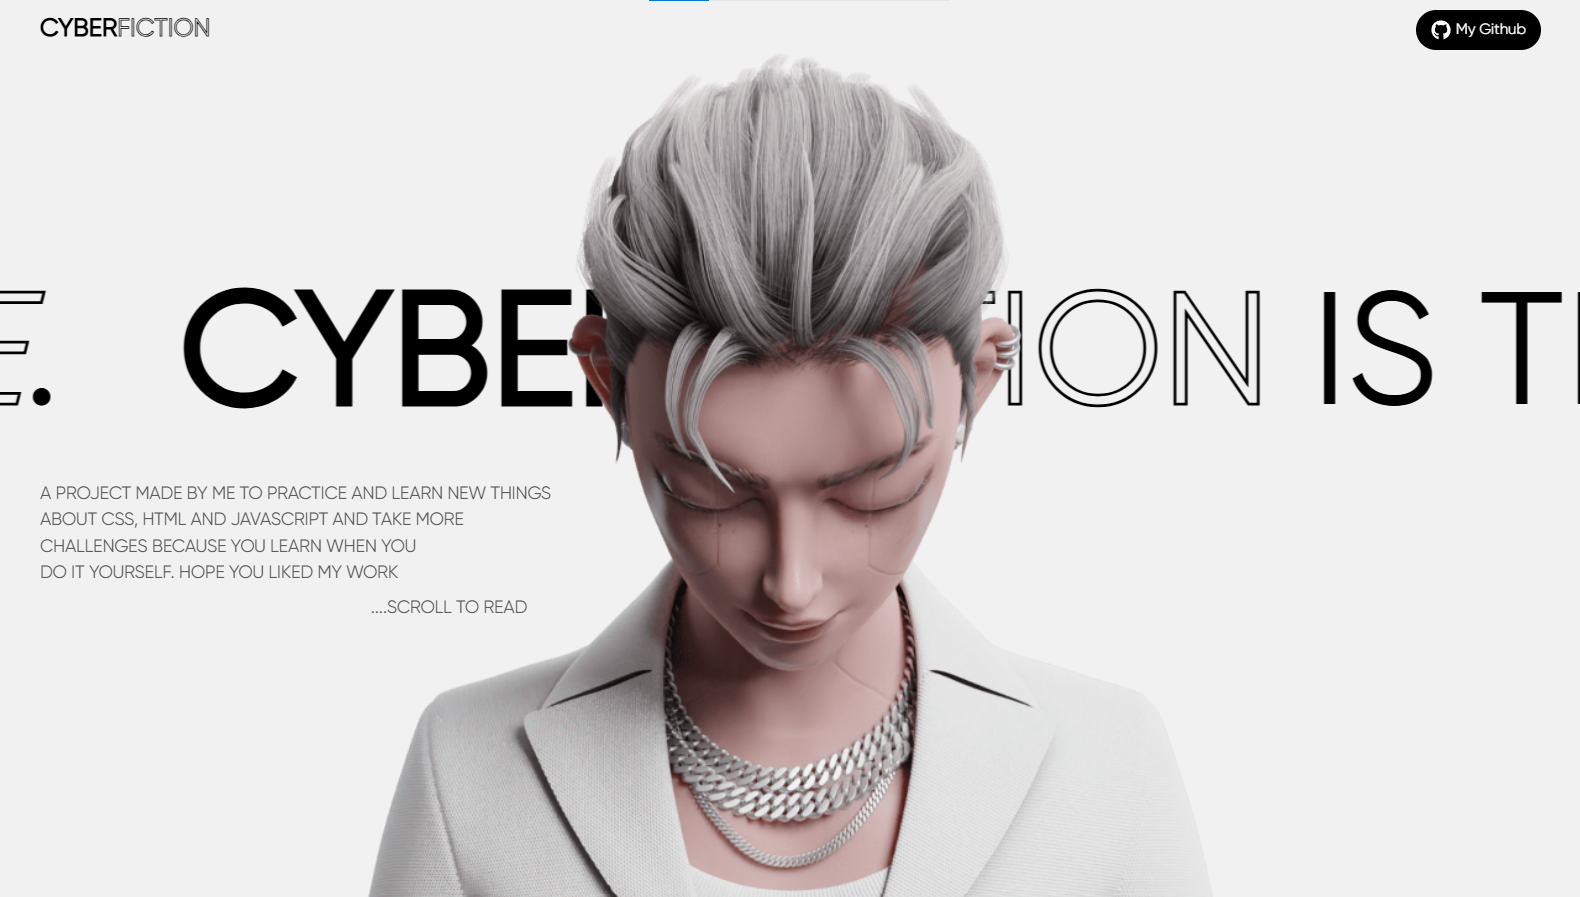 CYBERFICTION
My Github
E. CYBE ION IS T
A PROJECT MADE BY ME TO PRACTICE AND LEARN NEW THINGS
ABOUT CSS, HTML AND JAVASCRIPT AND TAKE MORE
CHALLENGES BECAUSE YOU LEARN WHEN YOU
DO IT YOURSELF. HOPE YOU LIKED MY WORK
....SCROLL TO READ